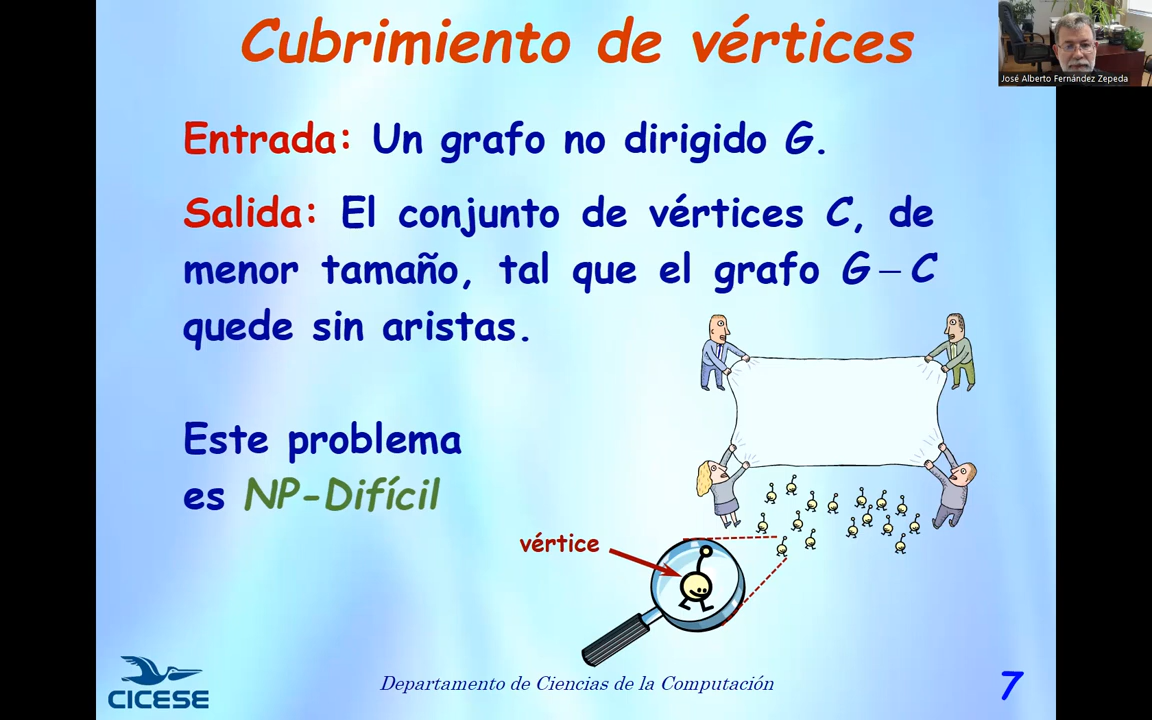 Cubrimiento de vértices
José Alberto Fernández Zepeda
Entrada: Un grafo no dirigido G.
Salida: El conjunto de vértices C, de
menor tamaño, tal que el grafo G – C
quede sin aristas.
Este problema
es NP-Difícil
vértice
CICESE
Departamento de Ciencias de la Computación
7